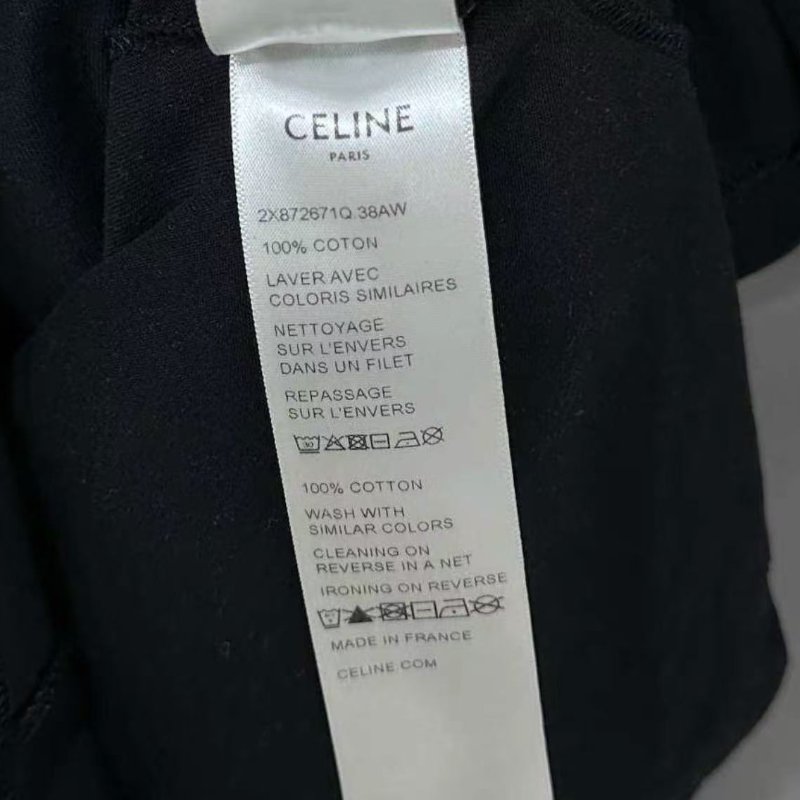 CELINE
PARIS
2X872671Q.38AW
100% COTON
LAVER AVEC
COLORIS SIMILAIRES
NETTOYAGE
SUR L'ENVERS
DANS UN FILET
REPASSAGE
SUR L'ENVERS
100% COTTON
WASH WITH
SIMILAR COLORS
CLEANING ON
REVERSE IN A NET
IRONING ON REVERSE
MADE IN FRANCE
CELINE.COM